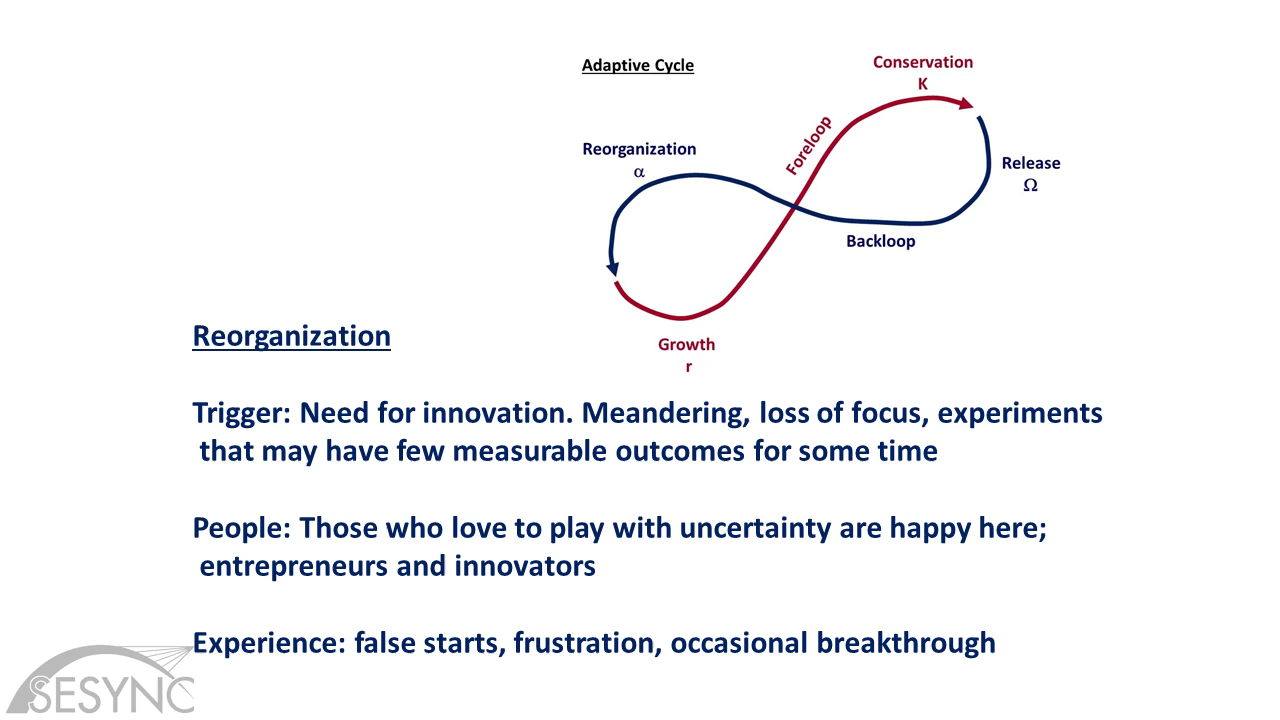 Adaptive Cycle
Conservation
K
Foreloop
Reorganization
α
Release
Ω
Backloop
Growth
r
Reorganization
Trigger: Need for innovation. Meandering, loss of focus, experiments
that may have few measurable outcomes for some time
People: Those who love to play with uncertainty are happy here;
entrepreneurs and innovators
Experience: false starts, frustration, occasional breakthrough
SESYNC